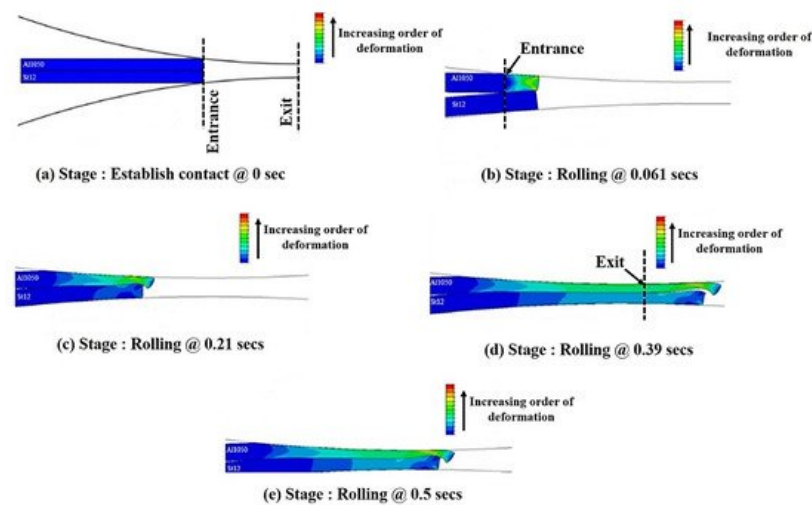 Increasing order of
deformation
Al1050
St12
Entrance
Exit
(a) Stage : Establish contact @ 0 sec
Increasing order of
deformation
Entrance
Al1050
St12
(b) Stage : Rolling @ 0.061 secs
Increasing order of
deformation
Al1050
St12
(c) Stage : Rolling @ 0.21 secs
Increasing order of
deformation
Exit
Al1050
St12
(d) Stage : Rolling @ 0.39 secs
Increasing order of
deformation
Al1050
St12
(e) Stage : Rolling @ 0.5 secs